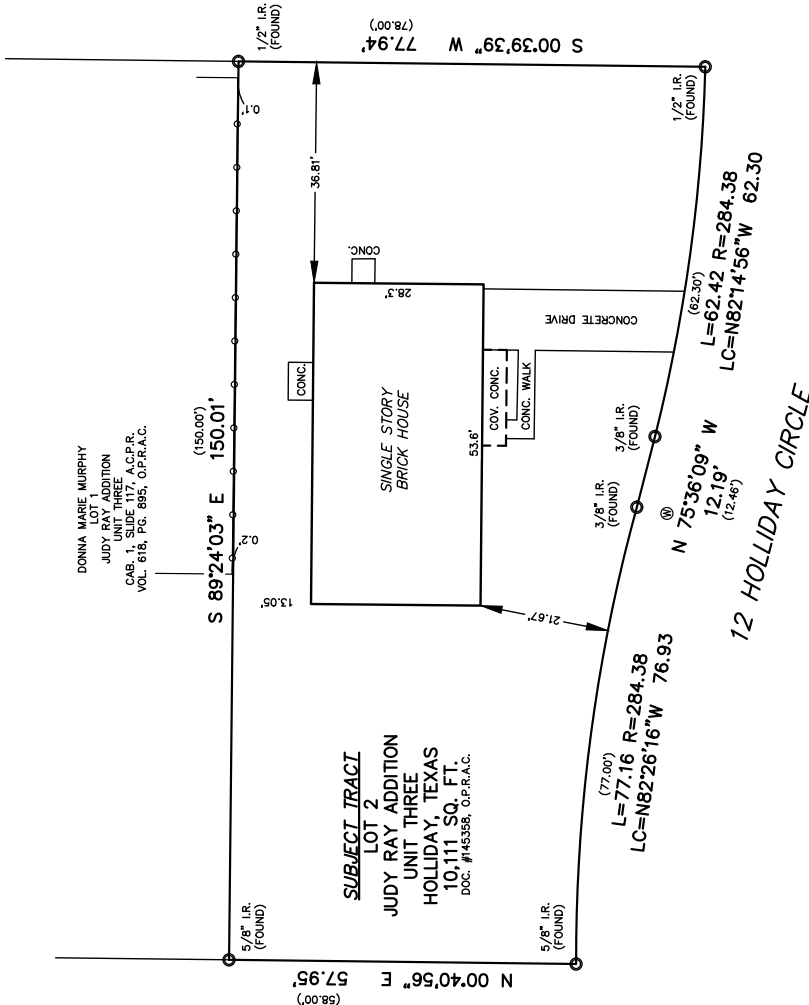 DONNA MARIE MURPHY
LOT 1
JUDY RAY ADDITION
UNIT THREE
CAB. 1, SLIDE 117, A.C.P.R.
VOL. 618, PG. 895, O.P.R.A.C.
(150.00')
S 89°24'03" E 150.01'
0.2'
0.1'
1/2" I.R.
(FOUND)
S 00°39'39" W 77.94'
(78.00')
1/2" I.R.
(FOUND)
36.81'
CONC.
CONC.
28.3'
SINGLE STORY
BRICK HOUSE
53.6'
13.05'
COV. CONC.
CONC. WALK
CONCRETE DRIVE
21.67'
SUBJECT TRACT
LOT 2
JUDY RAY ADDITION
UNIT THREE
HOLLIDAY, TEXAS
10,111 SQ. FT.
DOC. #145358, O.P.R.A.C.
5/8" I.R.
(FOUND)
N 00°40'56" E 57.95'
(58.00')
5/8" I.R.
(FOUND)
(77.00')
L=77.16 R=284.38
LC=N82°26'16"W 76.93
3/8" I.R.
(FOUND)
W
N 75°36'09" W
12.19'
(12.46')
3/8" I.R.
(FOUND)
(62.30')
L=62.42 R=284.38
LC=N82°14'56"W 62.30
12 HOLLIDAY CIRCLE